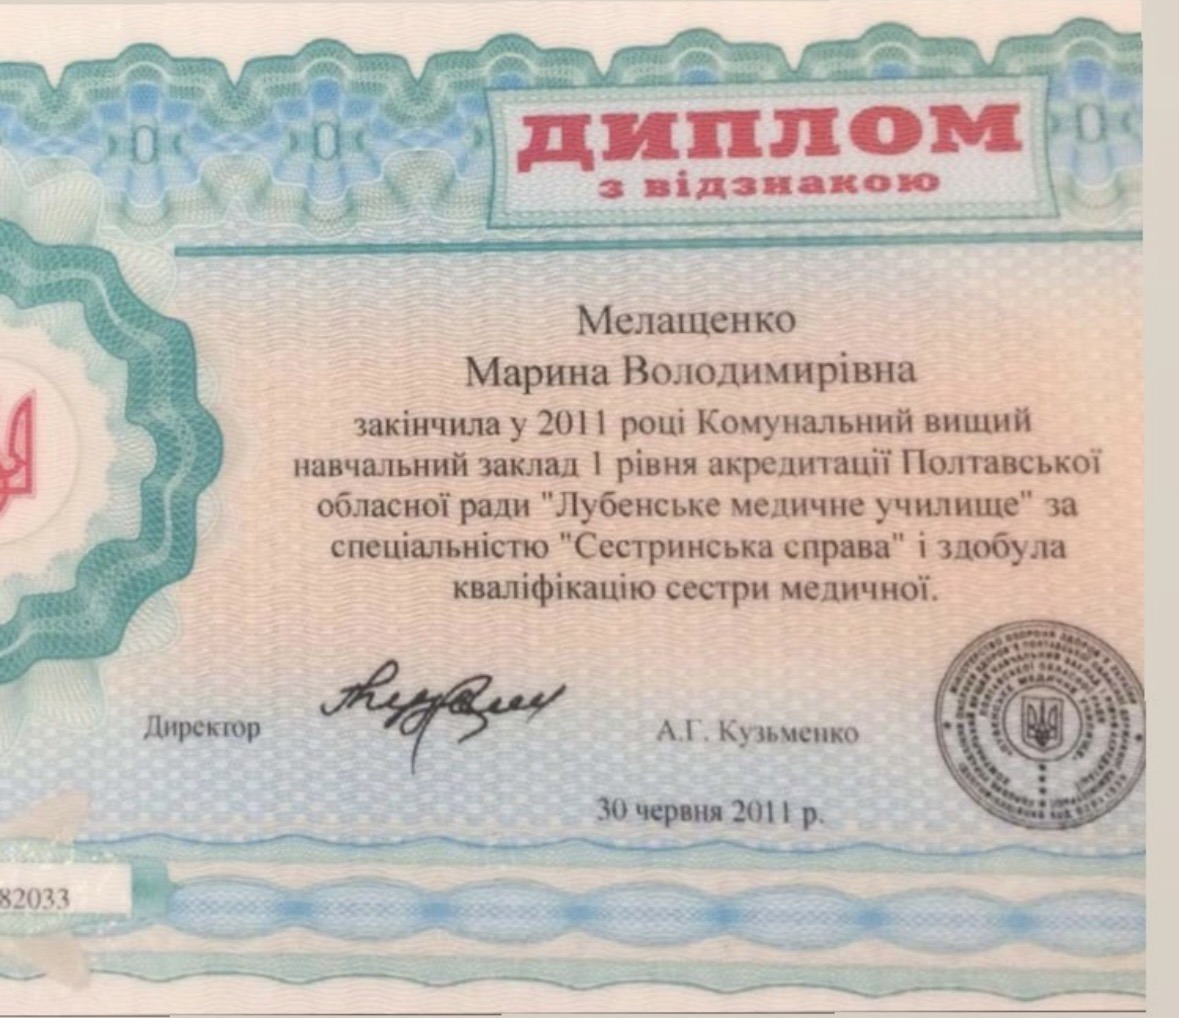 ДИПЛОМ
з відзнакою
Мелащенко
Марина Володимирівна
закінчила у 2011 році Комунальний вищий
навчальний заклад 1 рівня акредитації Полтавської
обласної ради "Лубенське медичне училище" за
спеціальністю "Сестринська справа" і здобула
кваліфікацію сестри медичної.
Директор А.Г. Кузьменко
30 червня 2011 р.
82033